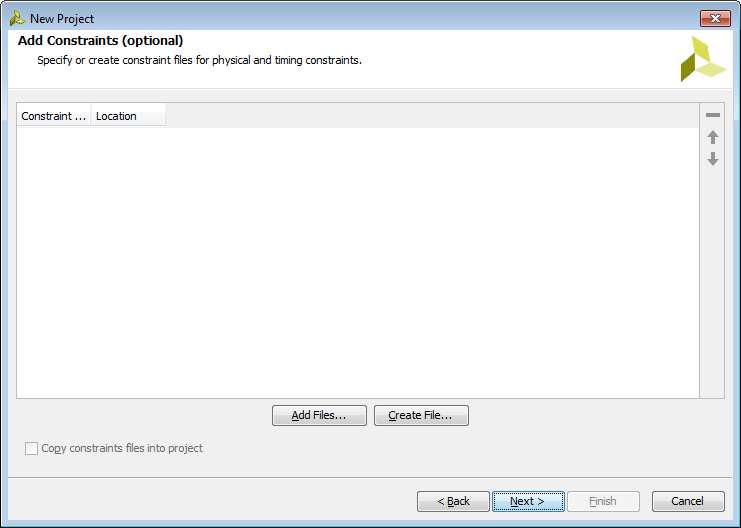 New Project
Add Constraints (optional)
Specify or create constraint files for physical and timing constraints.
Constraint ... Location
Add Files... Create File...
Copy constraints files into project
< Back Next > Finish Cancel